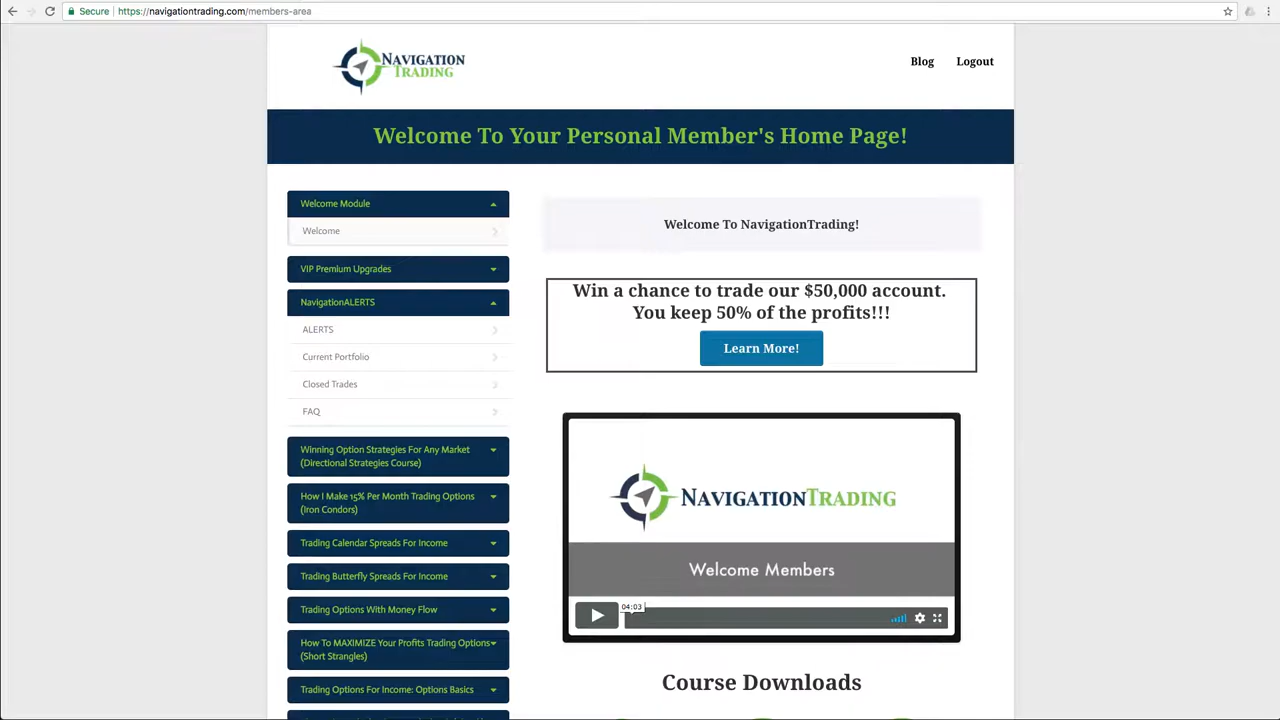 Secure
https://navigationtrading.com/members-area
NAVIGATION
TRADING
Blog
Logout
Welcome To Your Personal Member's Home Page!
Welcome Module
Welcome
VIP Premium Upgrades
NavigationALERTS
ALERTS
Current Portfolio
Closed Trades
FAQ
Winning Option Strategies For Any Market
(Directional Strategies Course)
How I Make 15% Per Month Trading Options
(Iron Condors)
Trading Calendar Spreads For Income
Trading Butterfly Spreads For Income
Trading Options With Money Flow
How To MAXIMIZE Your Profits Trading Options
(Short Strangles)
Trading Options For Income: Options Basics
Welcome To NavigationTrading!
Win a chance to trade our $50,000 account.
You keep 50% of the profits!!!
Learn More!
NAVIGATIONTRADING
Welcome Members
04:03
Course Downloads